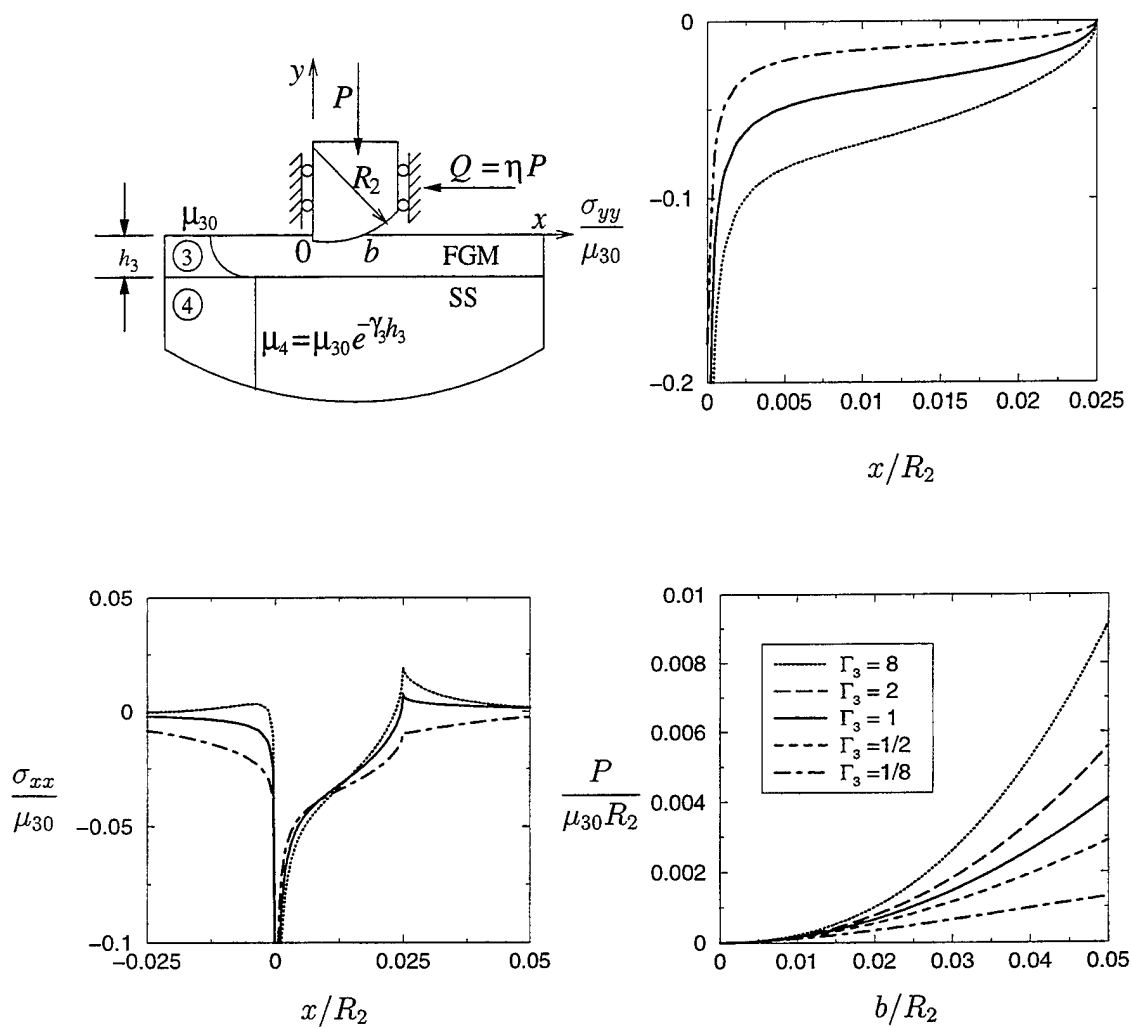 y
P
R₂
Q = ηP
μ₃₀
x
h₃
③
0
b
FGM
④
SS
μ₄=μ₃₀e^{-γ₃h₃}
σ_yy
μ₃₀
0
−0.1
−0.2
0
0.005
0.01
0.015
0.02
0.025
x/R₂
σ_xx
μ₃₀
0.05
0
−0.05
−0.1
−0.025
0
0.025
0.05
x/R₂
P
μ₃₀R₂
0.01
0.008
0.006
0.004
0.002
0
Γ₃ = 8
Γ₃ = 2
Γ₃ = 1
Γ₃ =1/2
Γ₃ =1/8
0
0.01
0.02
0.03
0.04
0.05
b/R₂